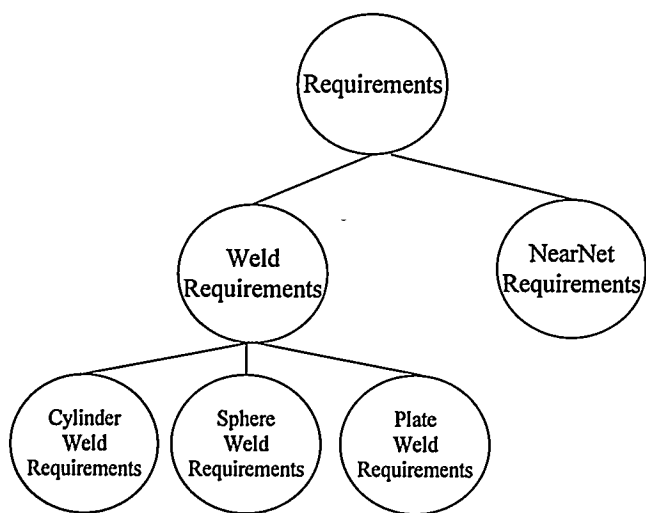 Requirements
Weld
Requirements
NearNet
Requirements
Cylinder
Weld
Requirements
Sphere
Weld
Requirements
Plate
Weld
Requirements